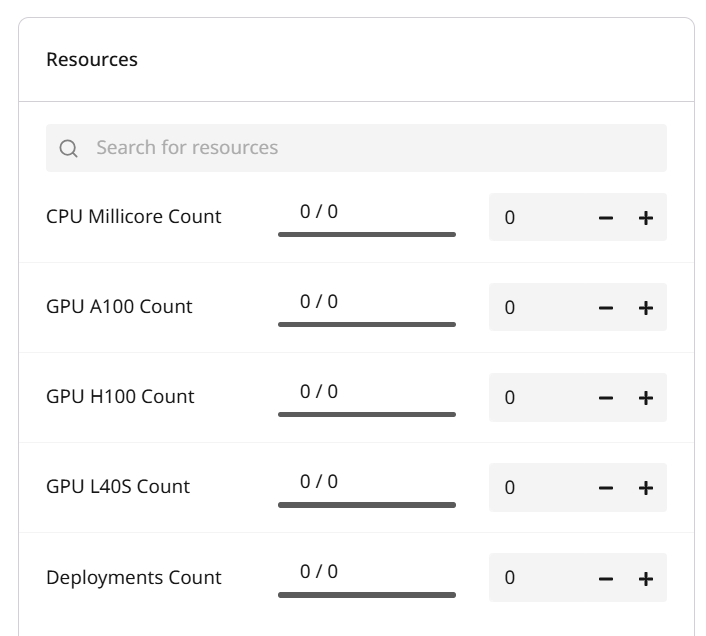 Resources
Search for resources
CPU Millicore Count 0 / 0 0
GPU A100 Count 0 / 0 0
GPU H100 Count 0 / 0 0
GPU L40S Count 0 / 0 0
Deployments Count 0 / 0 0